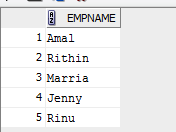 EMPNAME
1 Amal
2 Rithin
3 Marria
4 Jenny
5 Rinu